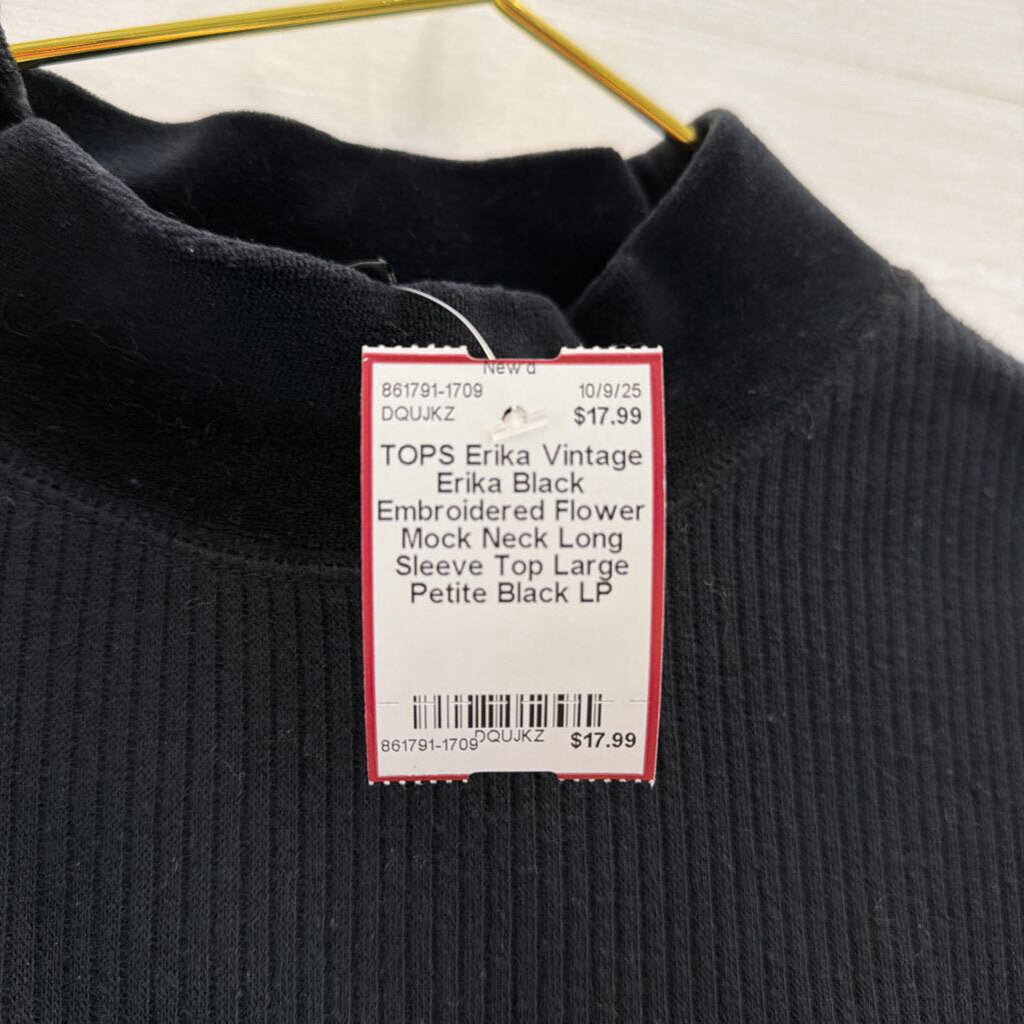 861791-1709 10/9/25
DQUJKZ $17.99
TOPS Erika Vintage
Erika Black
Embroidered Flower
Mock Neck Long
Sleeve Top Large
Petite Black LP
861791-1709 DQUJKZ $17.99